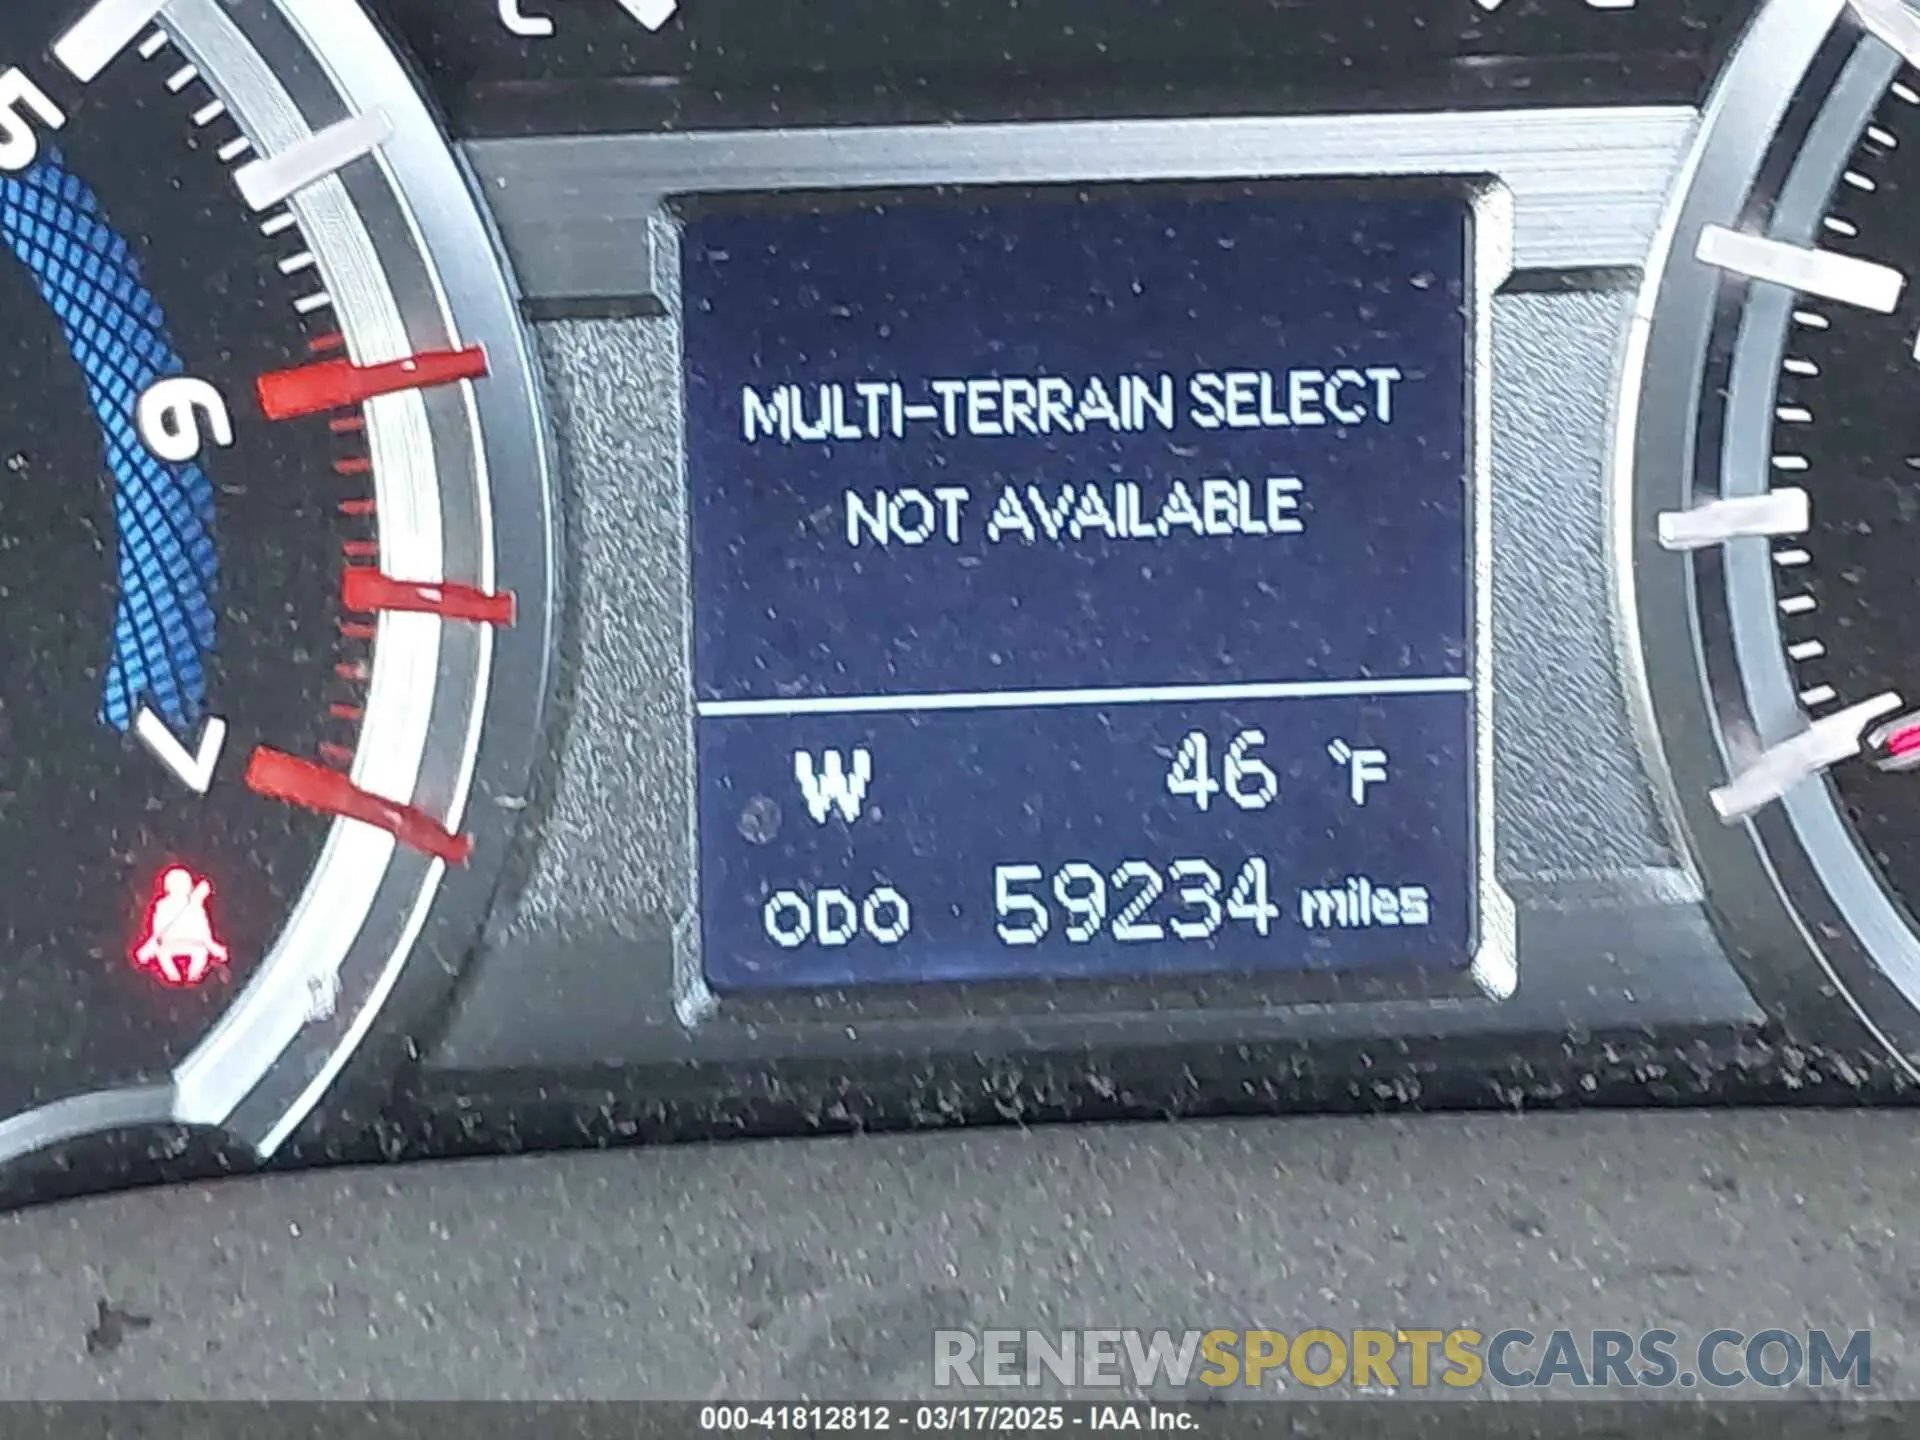 5
6
7
MULTI-TERRAIN SELECT
NOT AVAILABLE
W 46 °F
ODO 59234 miles
RENEWSPORTSCARS.COM
000-41812812 - 03/17/2025 - IAA Inc.